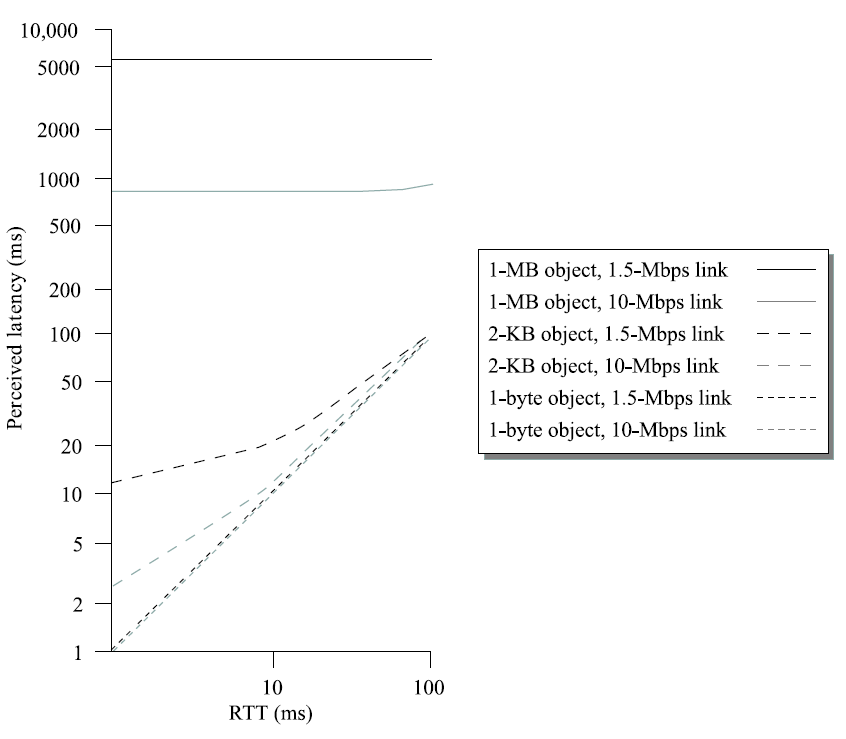 10,000
5000
2000
1000
500
200
100
50
20
10
5
2
1
Perceived latency (ms)
10
100
RTT (ms)
1-MB object, 1.5-Mbps link
1-MB object, 10-Mbps link
2-KB object, 1.5-Mbps link
2-KB object, 10-Mbps link
1-byte object, 1.5-Mbps link
1-byte object, 10-Mbps link